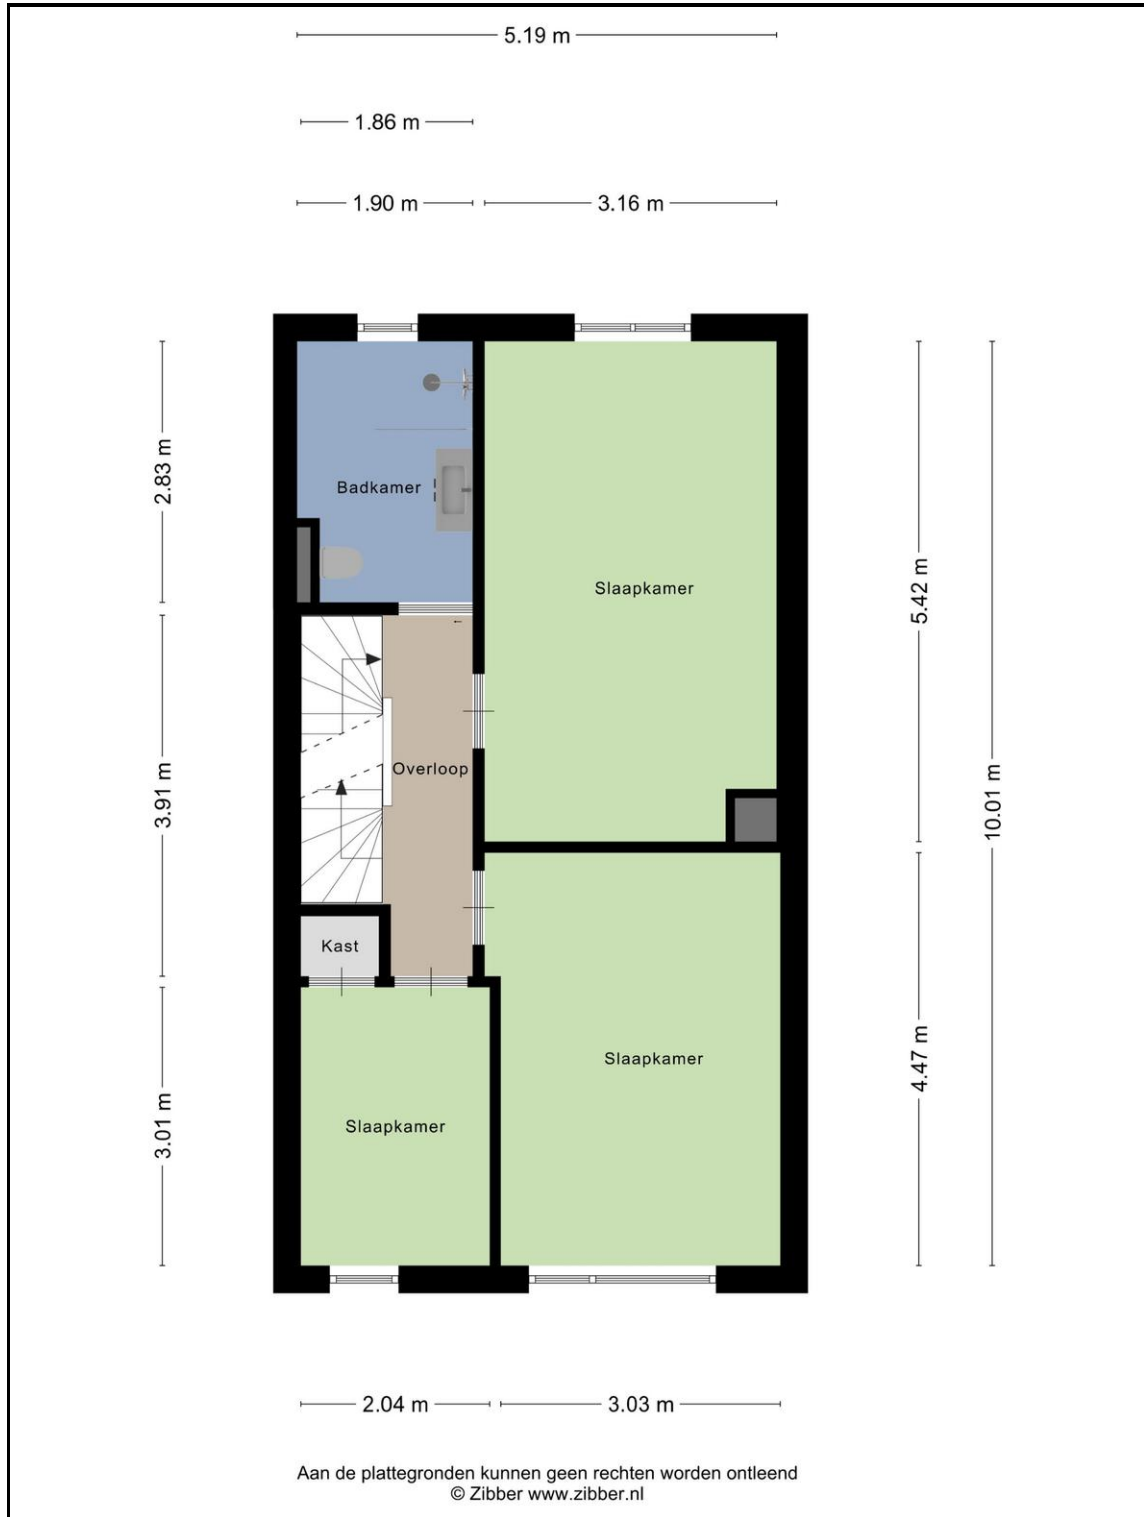 5.19 m
1.86 m
1.90 m
3.16 m
2.83 m
Badkamer
Slaapkamer
5.42 m
3.91 m
Overloop
10.01 m
Kast
Slaapkamer
4.47 m
Slaapkamer
3.01 m
2.04 m
3.03 m
Aan de plattegronden kunnen geen rechten worden ontleend
© Zibber www.zibber.nl